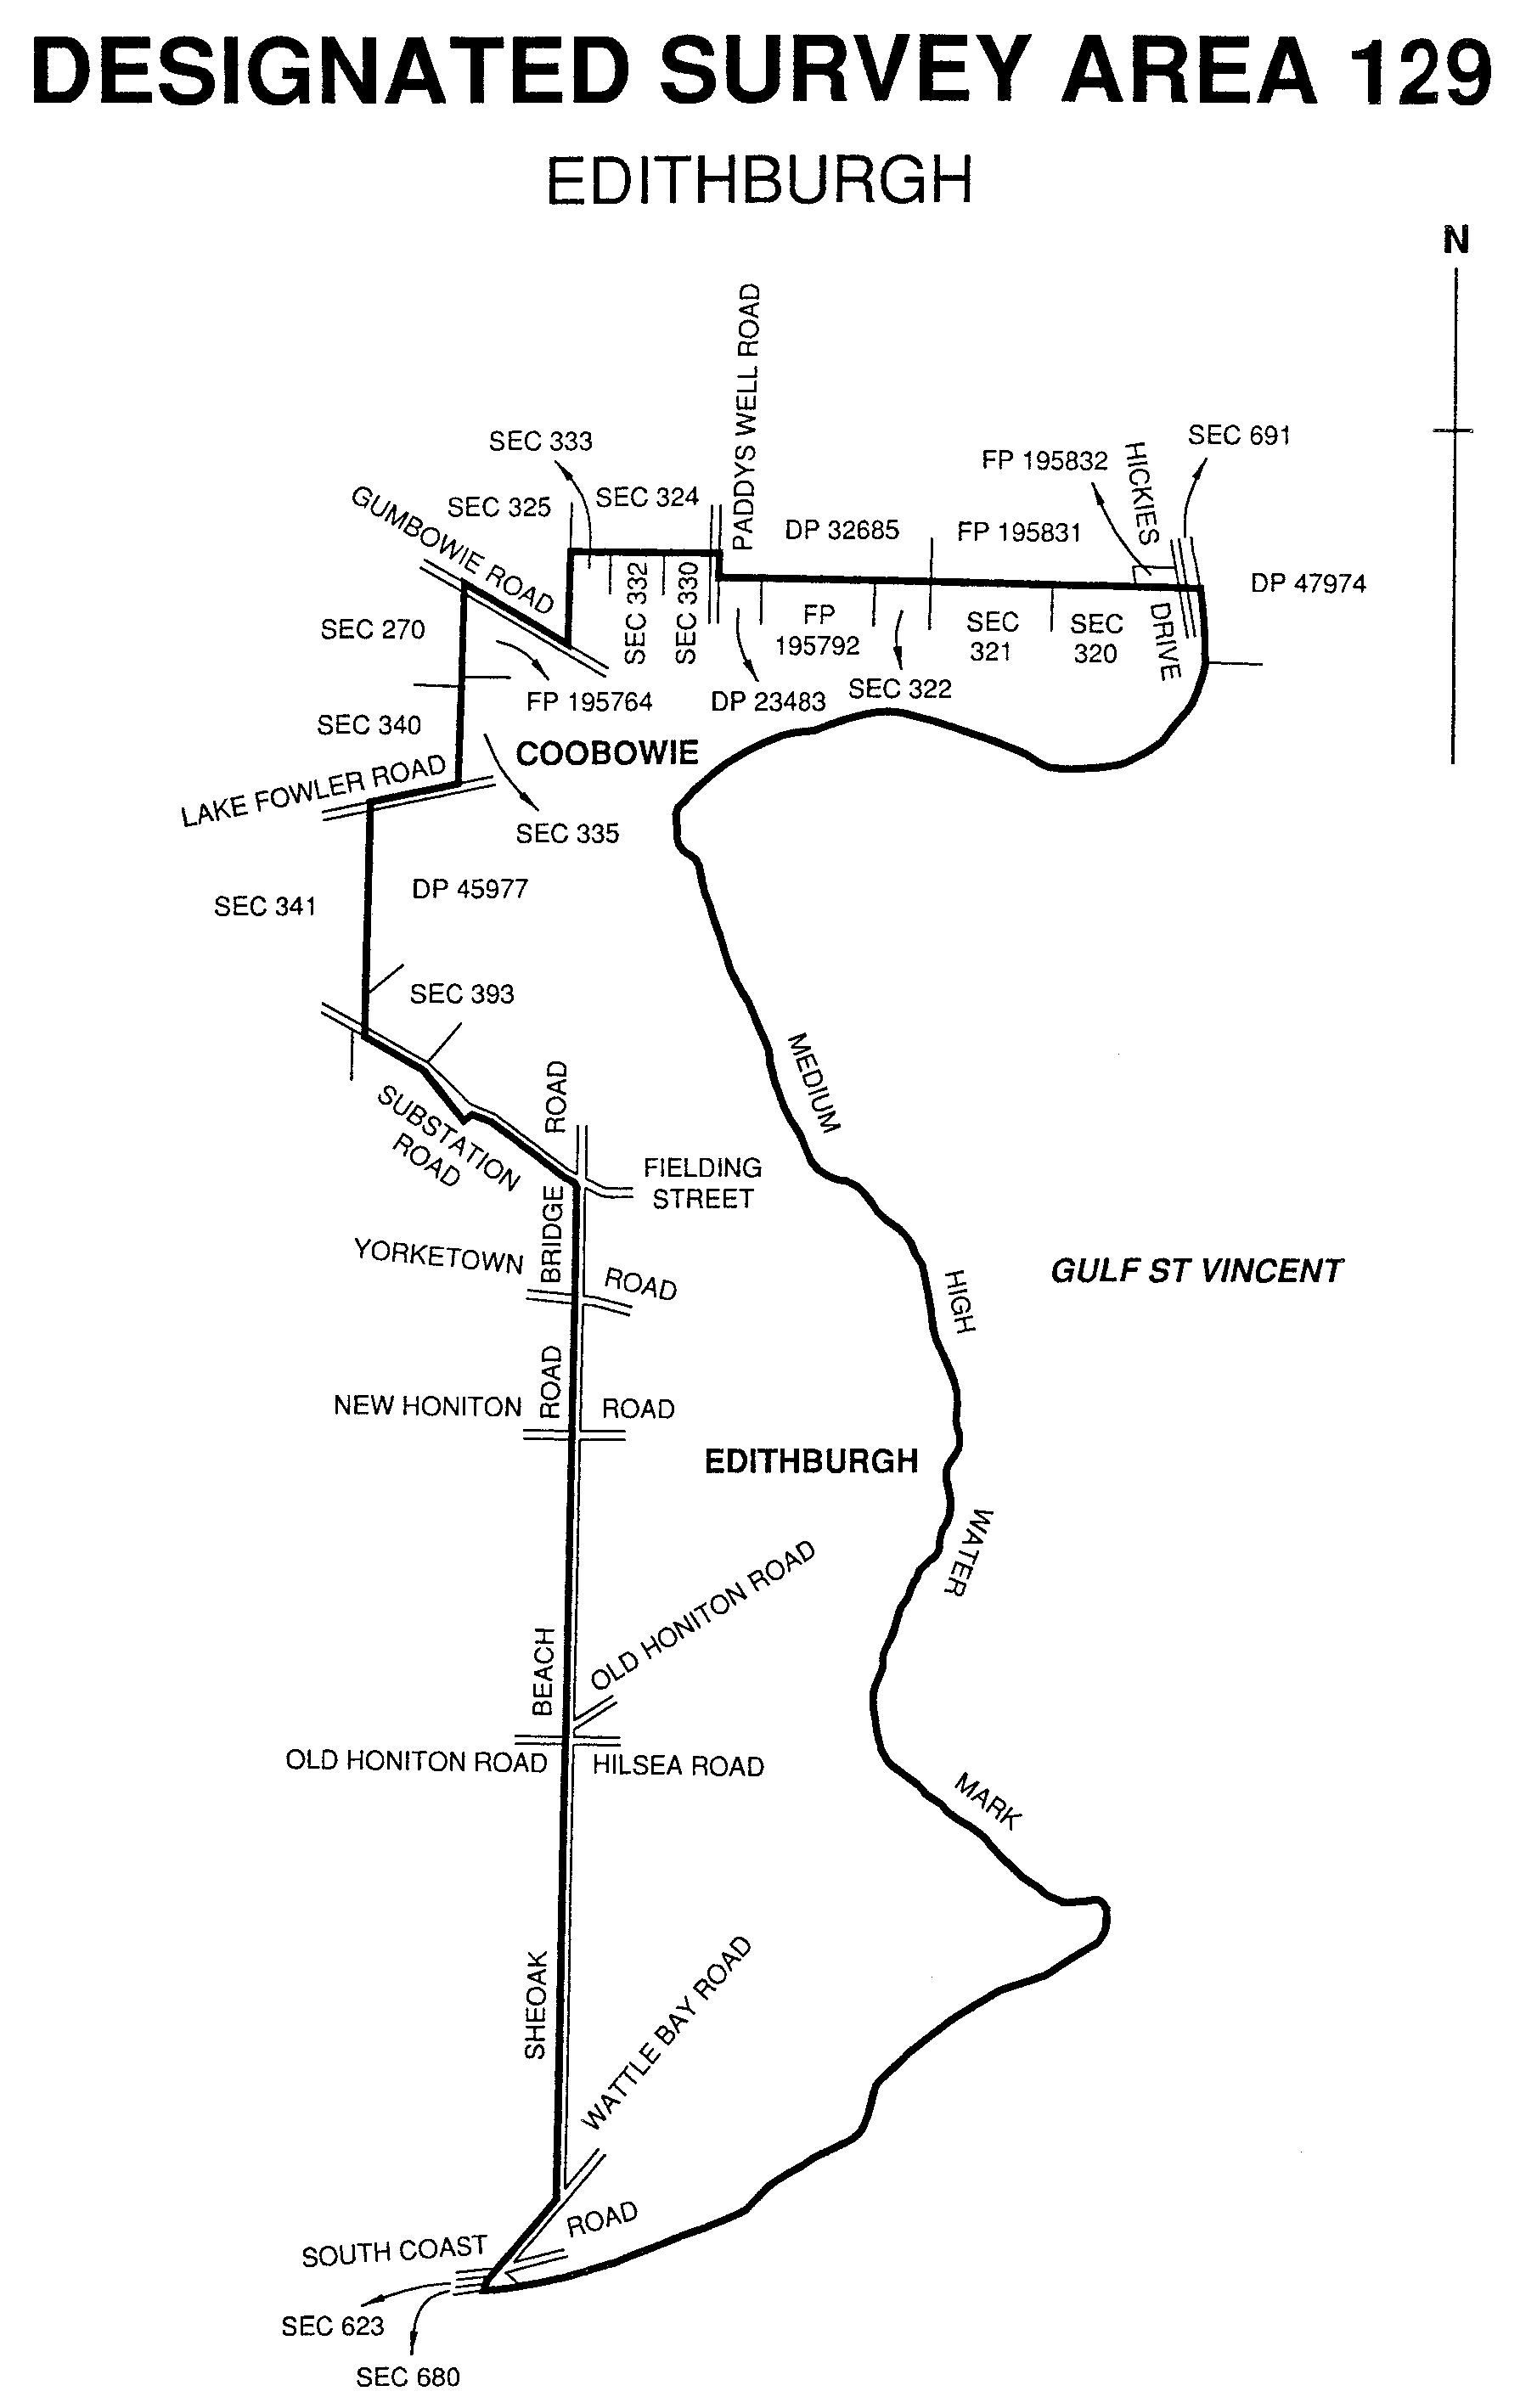 DESIGNATED SURVEY AREA 129
EDITHBURGH
N
PADDYS WELL ROAD
SEC 333
SEC 691
FP 195832
HICKIES
DRIVE
SEC 325
SEC 324
GUMBOWIE ROAD
DP 32685
FP 195831
DP 47974
SEC 332
SEC 330
SEC 270
FP
195792
SEC
321
SEC
320
FP 195764
DP 23483
SEC 322
SEC 340
COOBOWIE
LAKE FOWLER ROAD
SEC 335
SEC 341
DP 45977
SEC 393
MEDIUM
SUBSTATION
ROAD
ROAD
BRIDGE
FIELDING
STREET
YORKETOWN
ROAD
GULF ST VINCENT
HIGH
ROAD
NEW HONITON
ROAD
EDITHBURGH
WATER
OLD HONITON ROAD
BEACH
OLD HONITON ROAD
HILSEA ROAD
MARK
SHEOAK
WATTLE BAY ROAD
SOUTH COAST
ROAD
SEC 623
SEC 680